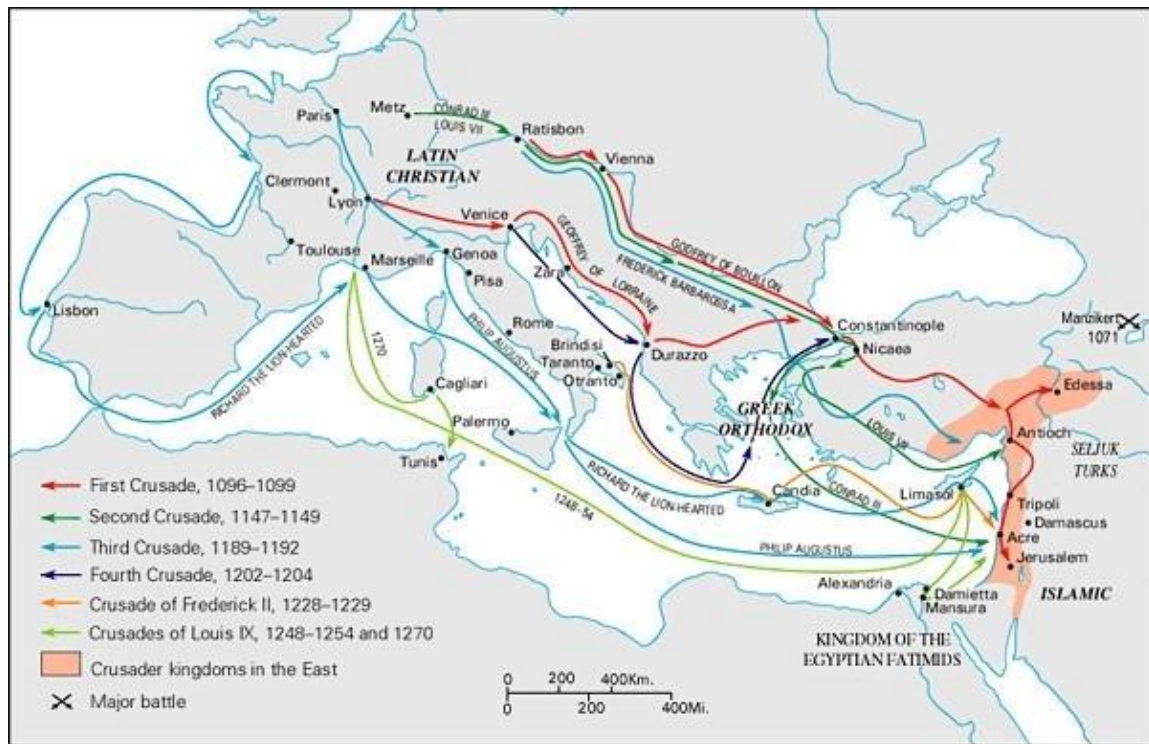 Paris
Metz
CONRAD III
LOUIS VII
Ratisbon
LATIN
CHRISTIAN
Vienna
Clermont
Lyon
Venice
GEOFFREY OF LORRAINE
GODFREY OF BOUILLON
FREDERICK BARBAROSSA
Toulouse
Marseille
Genoa
Pisa
Zara
Lisbon
RICHARD THE LION-HEARTED
1270
PHILIP AUGUSTUS
Rome
Brindisi
Taranto
Otranto
Durazzo
Constantinople
Nicaea
Manzikert
1071
Edessa
Cagliari
Palermo
Tunis
GREEK
ORTHODOX
LOUIS VII
Antioch
SELJUK
TURKS
RICHARD THE LION-HEARTED
Candia
CONRAD III
Limasol
Tripoli
Damascus
1248-54
PHILIP AUGUSTUS
Acre
Jerusalem
Alexandria
Damietta
Mansura
ISLAMIC
KINGDOM OF THE
EGYPTIAN FATIMIDS
First Crusade, 1096–1099
Second Crusade, 1147–1149
Third Crusade, 1189–1192
Fourth Crusade, 1202–1204
Crusade of Frederick II, 1228–1229
Crusades of Louis IX, 1248–1254 and 1270
Crusader kingdoms in the East
Major battle
0 200 400Km.
0 200 400Mi.